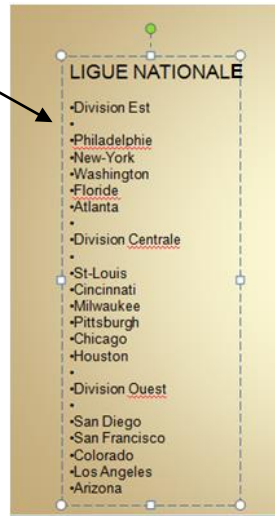 LIGUE NATIONALE
•Division Est
•
•Philadelphie
•New-York
•Washington
•Floride
•Atlanta
•
•Division Centrale
•
•St-Louis
•Cincinnati
•Milwaukee
•Pittsburgh
•Chicago
•Houston
•
•Division Ouest
•
•San Diego
•San Francisco
•Colorado
•Los Angeles
•Arizona